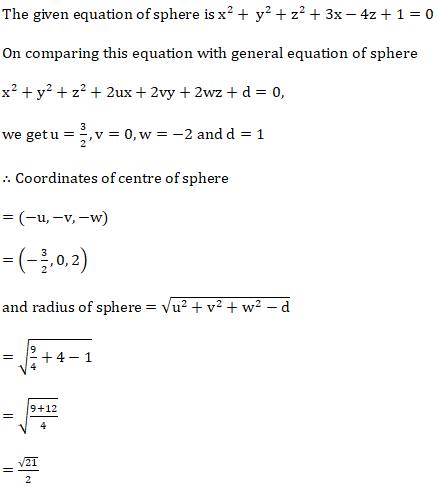 The given equation of sphere is x² + y² + z² + 3x − 4z + 1 = 0
On comparing this equation with general equation of sphere
x² + y² + z² + 2ux + 2vy + 2wz + d = 0,
we get u = 3/2, v = 0, w = −2 and d = 1
∴ Coordinates of centre of sphere
= (−u, −v, −w)
= (−3/2, 0, 2)
and radius of sphere = √(u² + v² + w² − d)
= √(9/4 + 4 − 1)
= √((9+12)/4)
= √21/2